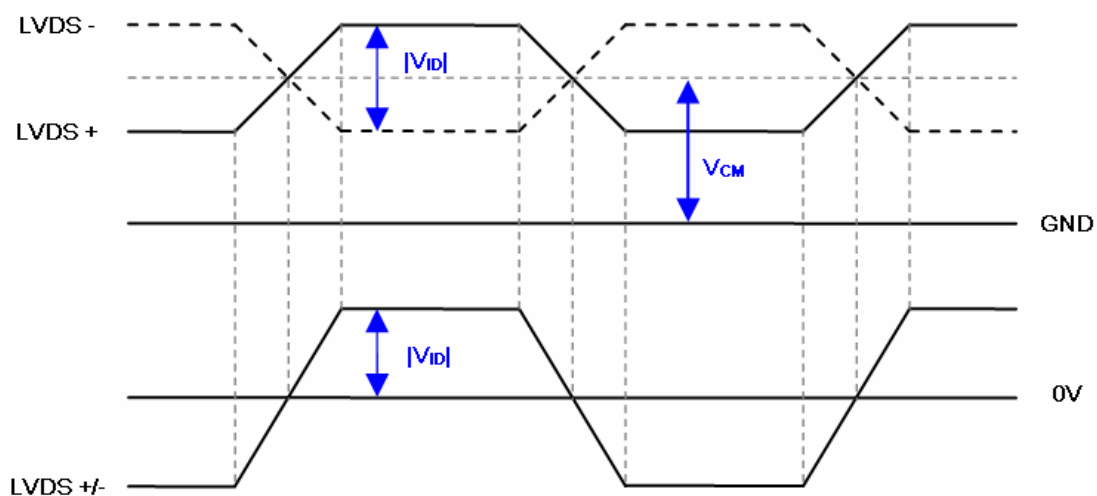 LVDS -
|VID|
LVDS +
VCM
GND
|VID|
0V
LVDS +/-